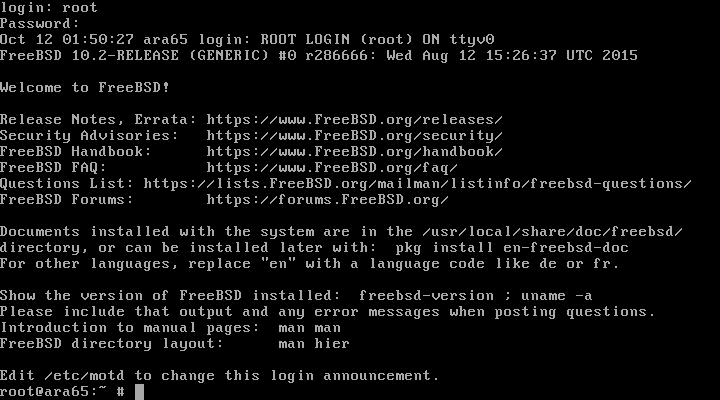 login: root
Password:
Oct 12 01:50:27 ara65 login: ROOT LOGIN (root) ON ttyv0
FreeBSD 10.2-RELEASE (GENERIC) #0 r286666: Wed Aug 12 15:26:37 UTC 2015

Welcome to FreeBSD!

Release Notes, Errata: https://www.FreeBSD.org/releases/
Security Advisories:   https://www.FreeBSD.org/security/
FreeBSD Handbook:      https://www.FreeBSD.org/handbook/
FreeBSD FAQ:           https://www.FreeBSD.org/faq/
Questions List: https://lists.FreeBSD.org/mailman/listinfo/freebsd-questions/
FreeBSD Forums:        https://forums.FreeBSD.org/

Documents installed with the system are in the /usr/local/share/doc/freebsd/
directory, or can be installed later with:  pkg install en-freebsd-doc
For other languages, replace "en" with a language code like de or fr.

Show the version of FreeBSD installed:  freebsd-version ; uname -a
Please include that output and any error messages when posting questions.
Introduction to manual pages:  man man
FreeBSD directory layout:      man hier

Edit /etc/motd to change this login announcement.
root@ara65:~ #